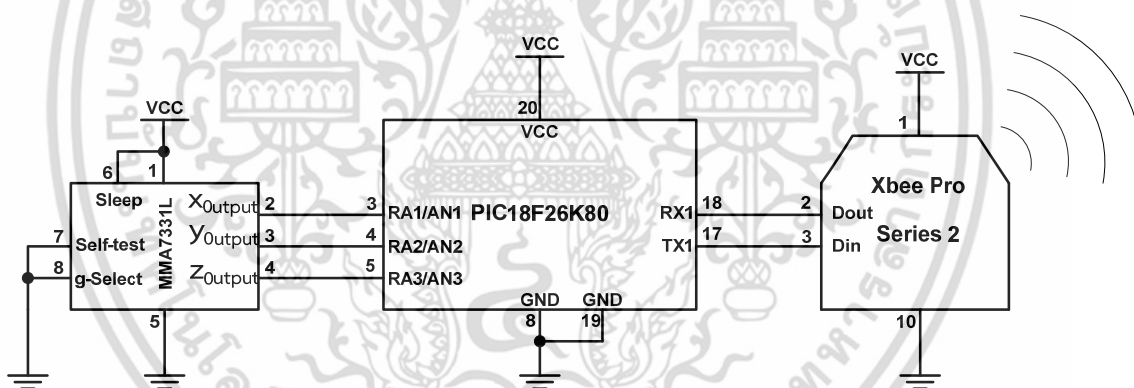 VCC
6
1
Sleep
MMA7331L
X0utput
2
y0utput
3
Z0utput
4
7
Self-test
8
g-Select
5
VCC
20
VCC
3
RA1/AN1
PIC18F26K80
4
RA2/AN2
5
RA3/AN3
RX1
18
TX1
17
GND
GND
8
19
VCC
1
Xbee Pro
Series 2
2
Dout
3
Din
10